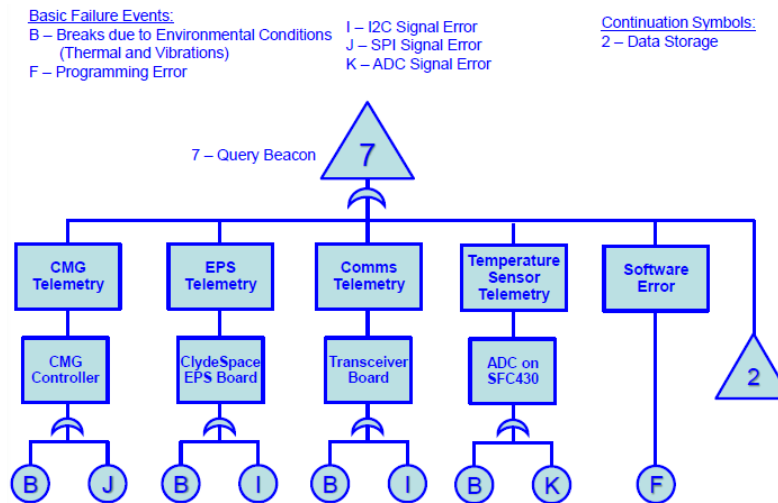 Basic Failure Events:
B – Breaks due to Environmental Conditions
(Thermal and Vibrations)
F – Programming Error
I – I2C Signal Error
J – SPI Signal Error
K – ADC Signal Error
Continuation Symbols:
2 – Data Storage
7 – Query Beacon
7
CMG
Telemetry
EPS
Telemetry
Comms
Telemetry
Temperature
Sensor
Telemetry
Software
Error
CMG
Controller
ClydeSpace
EPS Board
Transceiver
Board
ADC on
SFC430
2
B
J
B
I
B
I
B
K
F